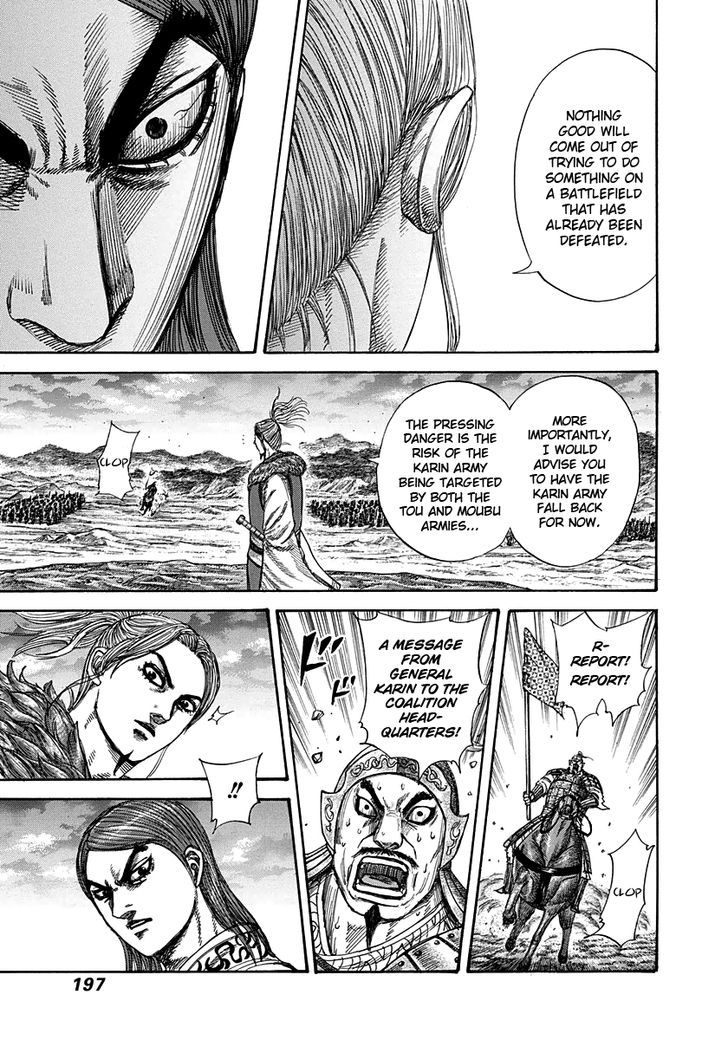 NOTHING
GOOD WILL
COME OUT OF
TRYING TO DO
SOMETHING ON
A BATTLEFIELD
THAT HAS
ALREADY BEEN
DEFEATED.
MORE
IMPORTANTLY,
I WOULD
ADVISE YOU
TO HAVE THE
KARIN ARMY
FALL BACK
FOR NOW.
THE PRESSING
DANGER IS THE
RISK OF THE
KARIN ARMY
BEING TARGETED
BY BOTH THE
TOU AND MOUBU
ARMIES...
CLOP
R-
REPORT!
REPORT!
CLOP
A MESSAGE
FROM
GENERAL
KARIN TO THE
COALITION
HEAD-
QUARTERS!
ドドド
!!
197